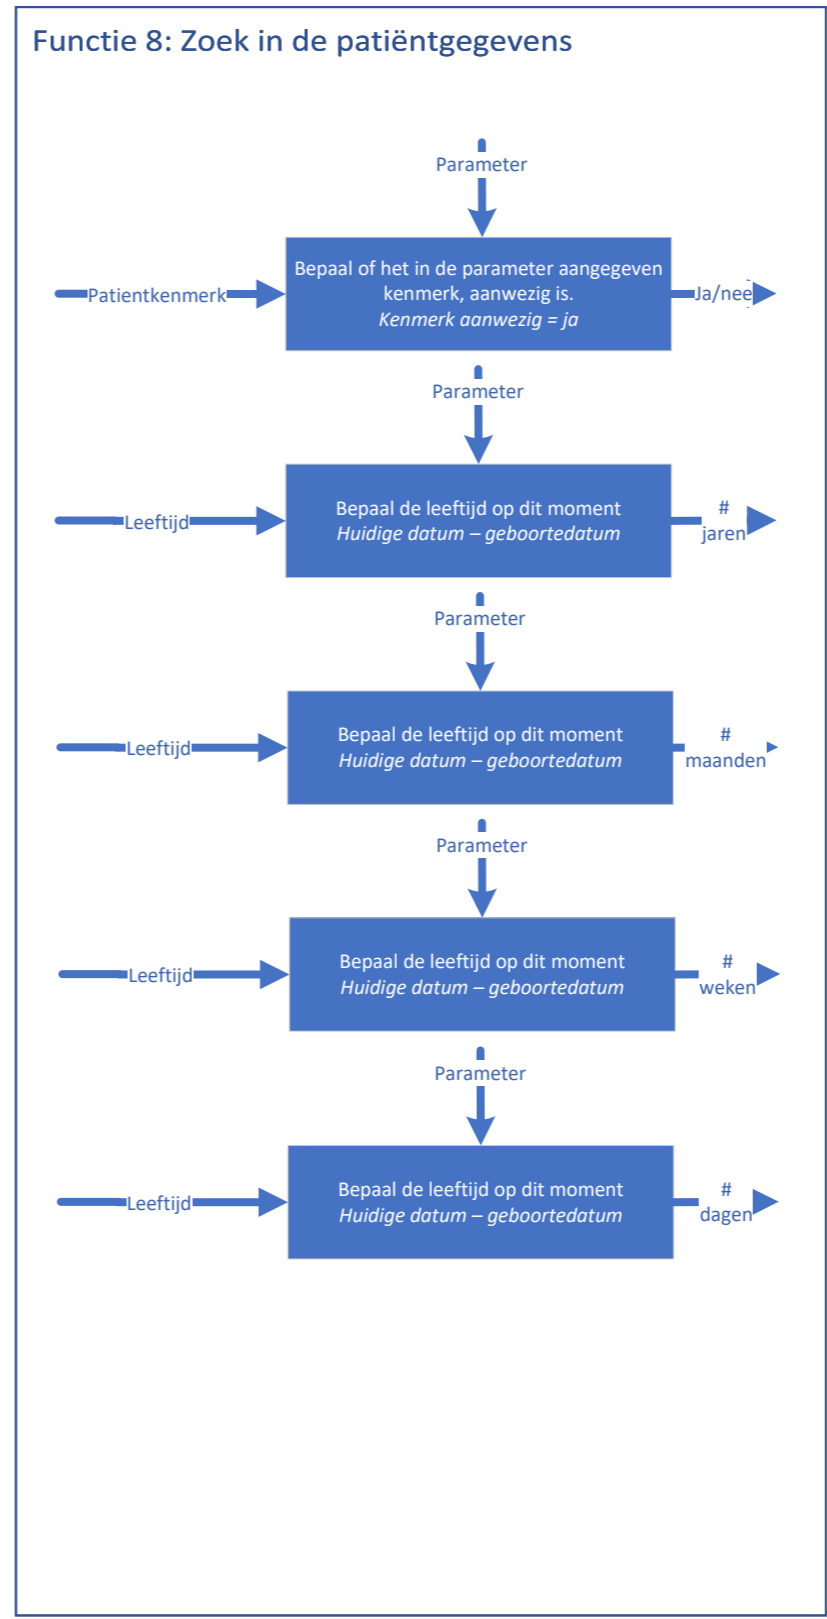 Functie 8: Zoek in de patiëntgegevens
Parameter
Bepaal of het in de parameter aangegeven
kenmerk, aanwezig is.
Kenmerk aanwezig = ja
Patientkenmerk
Ja/nee
Parameter
Bepaal de leeftijd op dit moment
Huidige datum – geboortedatum
Leeftijd
#
jaren
Parameter
Bepaal de leeftijd op dit moment
Huidige datum – geboortedatum
Leeftijd
#
maanden
Parameter
Bepaal de leeftijd op dit moment
Huidige datum – geboortedatum
Leeftijd
#
weken
Parameter
Bepaal de leeftijd op dit moment
Huidige datum – geboortedatum
Leeftijd
#
dagen